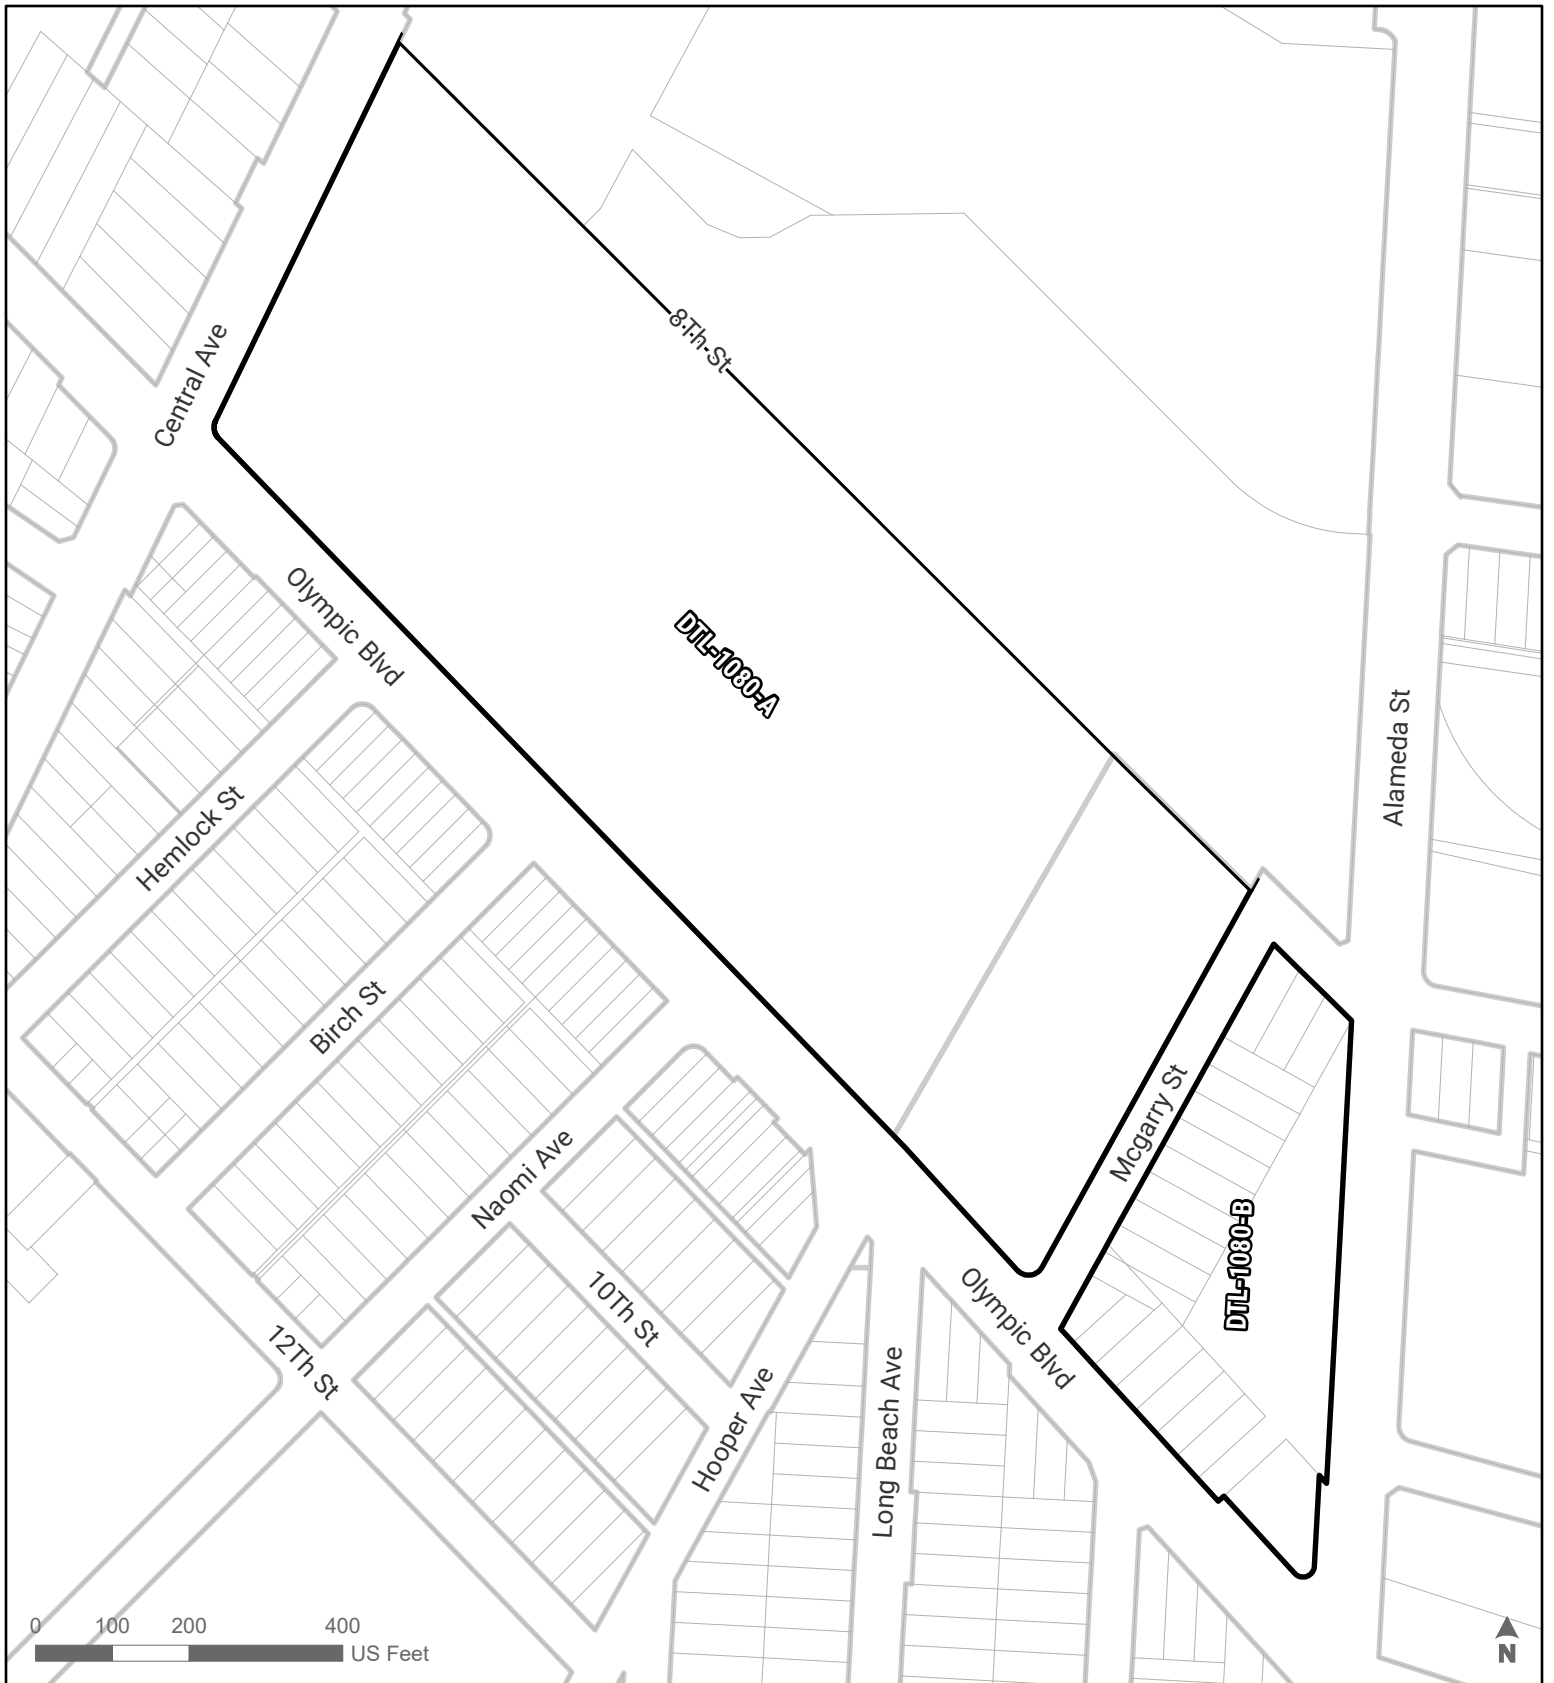 8Th St
Central Ave
Olympic Blvd
DTL-1080-A
Alameda St
Hemlock St
Birch St
Mcgarry St
Naomi Ave
DTL-1080-B
10Th St
Olympic Blvd
12Th St
Hooper Ave
Long Beach Ave
0 100 200 400
US Feet
N